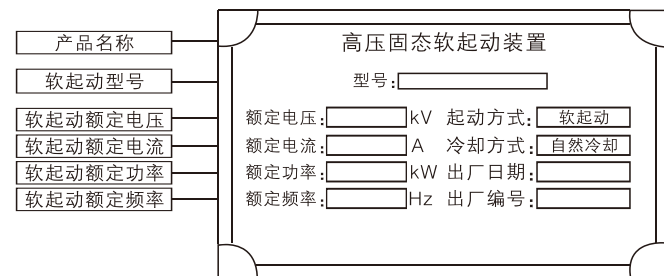 产品名称
高压固态软起动装置
软起动型号
型号:
软起动额定电压
额定电压: kV 起动方式: 软起动
软起动额定电流
额定电流: A 冷却方式: 自然冷却
软起动额定功率
额定功率: kW 出厂日期:
软起动额定频率
额定频率: Hz 出厂编号: